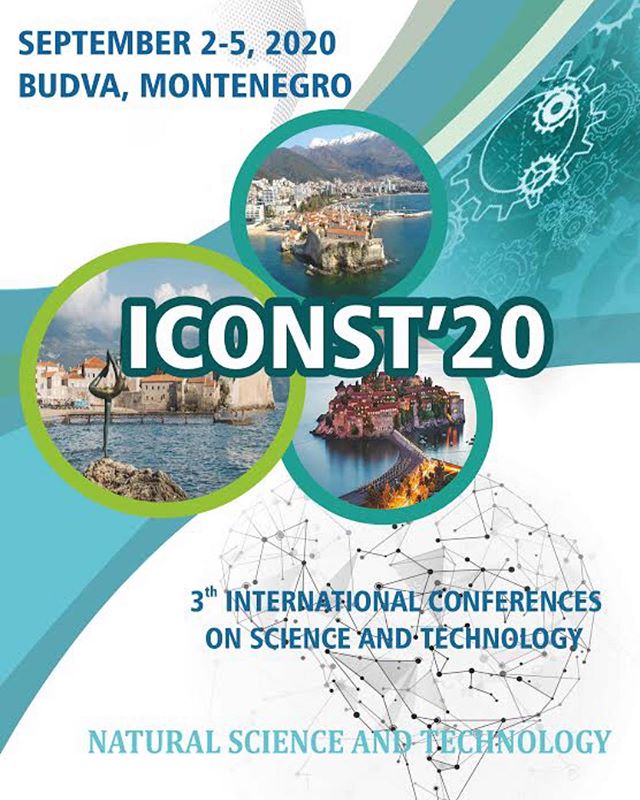 SEPTEMBER 2-5, 2020
BUDVA, MONTENEGRO
ICONST'20
3th INTERNATIONAL CONFERENCES
ON SCIENCE AND TECHNOLOGY
NATURAL SCIENCE AND TECHNOLOGY